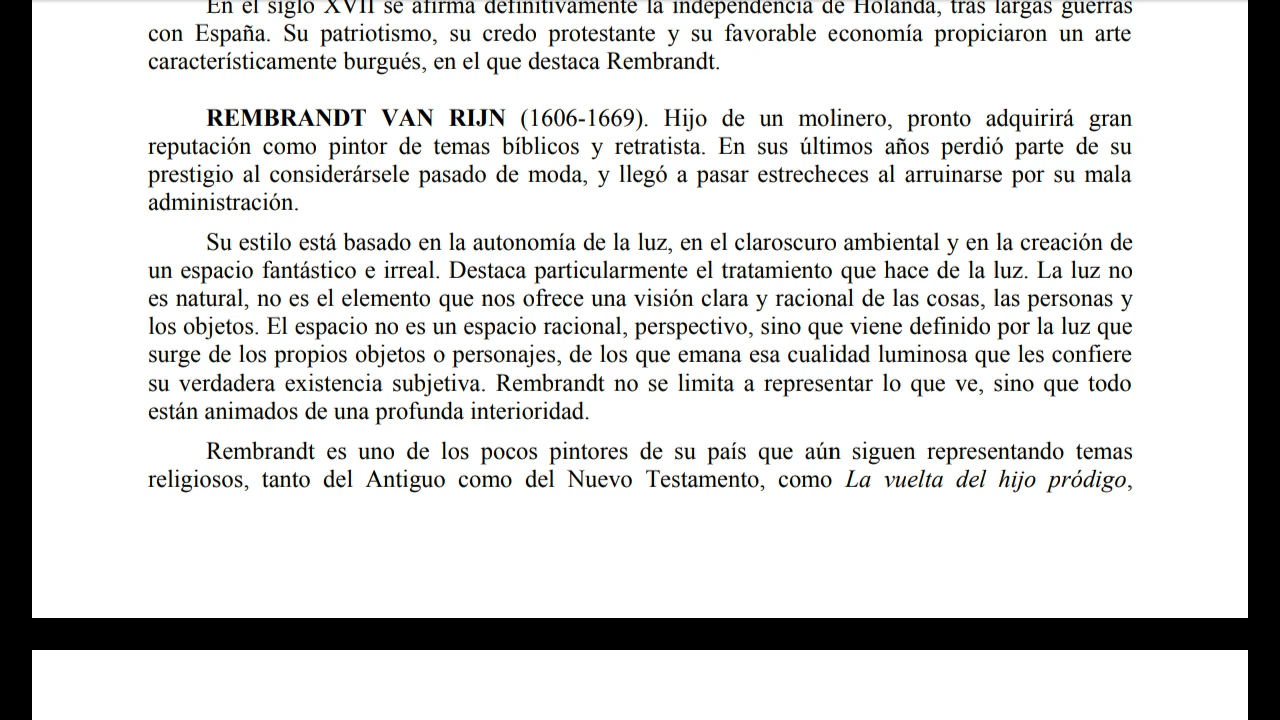 En el siglo XVII se afirma definitivamente la independencia de Holanda, tras largas guerras
con España. Su patriotismo, su credo protestante y su favorable economía propiciaron un arte
característicamente burgués, en el que destaca Rembrandt.
REMBRANDT VAN RIJN (1606-1669). Hijo de un molinero, pronto adquirirá gran
reputación como pintor de temas bíblicos y retratista. En sus últimos años perdió parte de su
prestigio al considerársele pasado de moda, y llegó a pasar estrecheces al arruinarse por su mala
administración.
Su estilo está basado en la autonomía de la luz, en el claroscuro ambiental y en la creación de
un espacio fantástico e irreal. Destaca particularmente el tratamiento que hace de la luz. La luz no
es natural, no es el elemento que nos ofrece una visión clara y racional de las cosas, las personas y
los objetos. El espacio no es un espacio racional, perspectivo, sino que viene definido por la luz que
surge de los propios objetos o personajes, de los que emana esa cualidad luminosa que les confiere
su verdadera existencia subjetiva. Rembrandt no se limita a representar lo que ve, sino que todo
están animados de una profunda interioridad.
Rembrandt es uno de los pocos pintores de su país que aún siguen representando temas
religiosos, tanto del Antiguo como del Nuevo Testamento, como La vuelta del hijo pródigo,